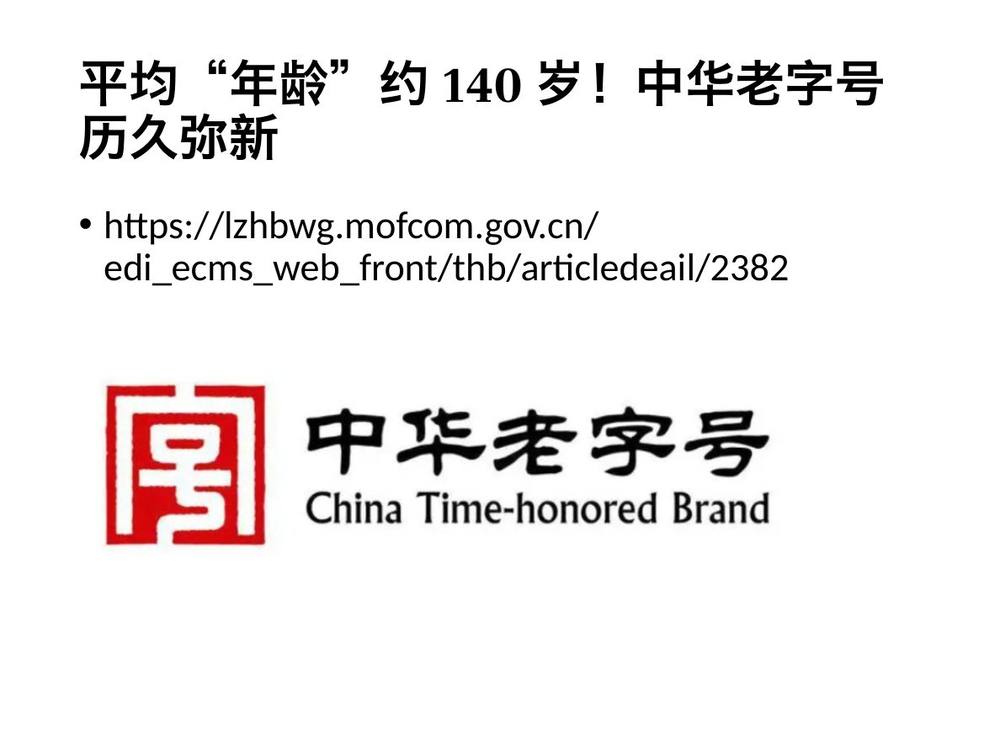 平均“年龄”约 140 岁！中华老字号
历久弥新
• https://lzhbwg.mofcom.gov.cn/
edi_ecms_web_front/thb/articledeail/2382
中华老字号
China Time-honored Brand